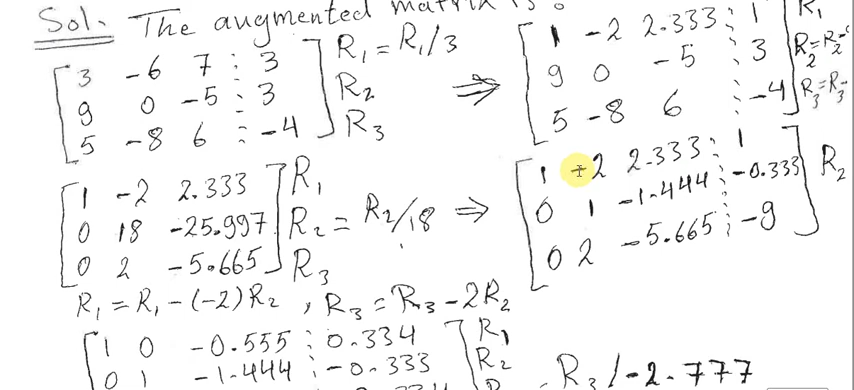 Sol. The augmented matrix is :
[3 -6 7 : 3] R₁=R₁/3
[9 0 -5 : 3] R₂
[5 -8 6 : -4] R₃
⇒
[1 -2 2.333 : 1] R₁
[9 0 -5 : 3] R₂=R₂-
[5 -8 6 : -4] R₃=R₃-
[1 -2 2.333] R₁
[0 18 -25.997] R₂=R₂/18
[0 2 -5.665] R₃
⇒
[1 -2 2.333 : 1]
[0 1 -1.444 : -0.333] R₂
[0 2 -5.665 : -9]
R₁=R₁-(-2)R₂ , R₃=R₃-2R₂
[1 0 -0.555 : 0.334] R₁
[0 1 -1.444 : -0.333] R₂
R₃/-2.777